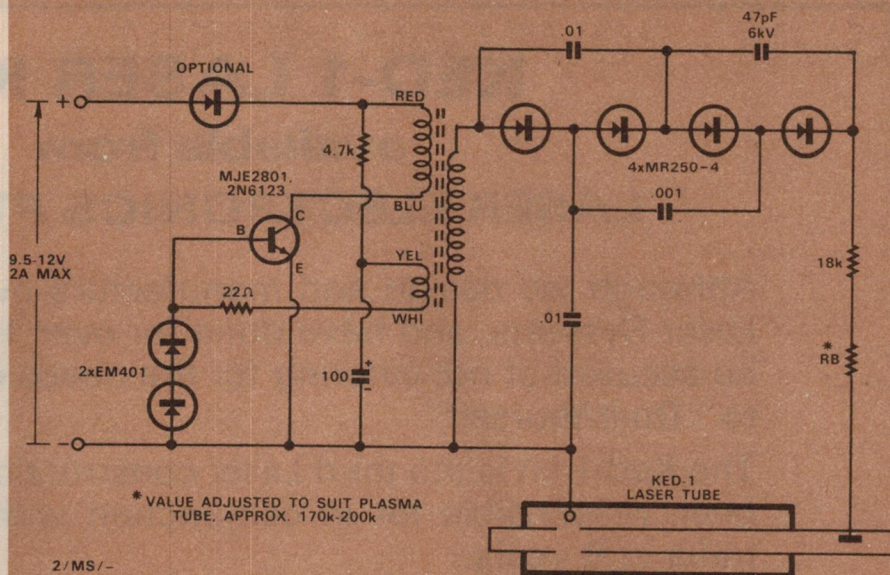 OPTIONAL
+
RED
4.7k
MJE2801,
2N6123
C
B
E
BLU
YEL
WHI
9.5-12V
2A MAX
22Ω
2xEM401
100
+
−
−
.01
47pF
6kV
4xMR250-4
.001
.01
18k
*
RB
KED-1
LASER TUBE
* VALUE ADJUSTED TO SUIT PLASMA
TUBE, APPROX. 170k-200k
2/MS/-